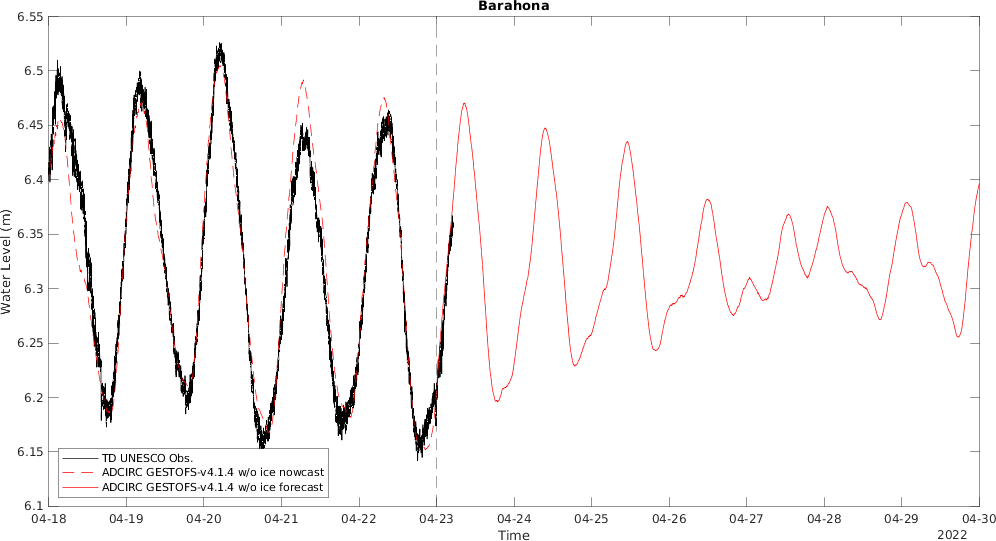 Barahona
6.55
6.5
6.45
6.4
6.35
6.3
6.25
6.2
6.15
6.1
Water Level (m)
TD UNESCO Obs.
ADCIRC GESTOFS-v4.1.4 w/o ice nowcast
ADCIRC GESTOFS-v4.1.4 w/o ice forecast
04-18 04-19 04-20 04-21 04-22 04-23 04-24 04-25 04-26 04-27 04-28 04-29 04-30
Time
2022